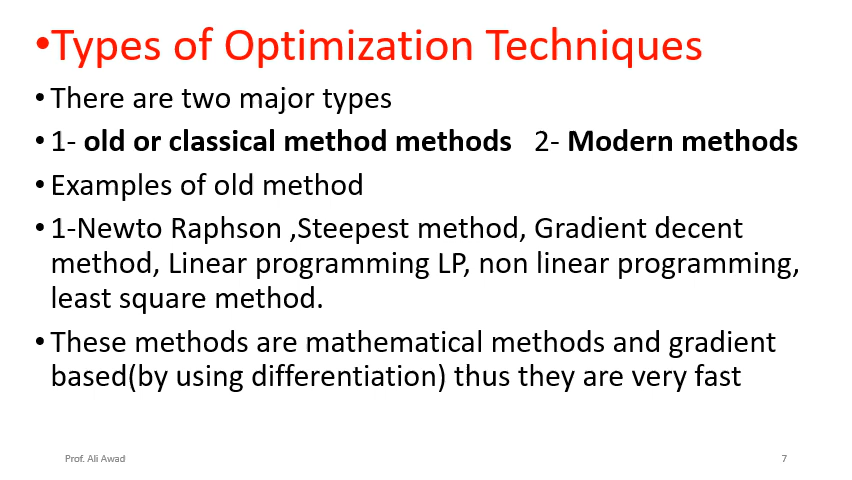 •Types of Optimization Techniques
• There are two major types
• 1- old or classical method methods 2- Modern methods
• Examples of old method
• 1-Newto Raphson ,Steepest method, Gradient decent
method, Linear programming LP, non linear programming,
least square method.
• These methods are mathematical methods and gradient
based(by using differentiation) thus they are very fast
Prof. Ali Awad 7